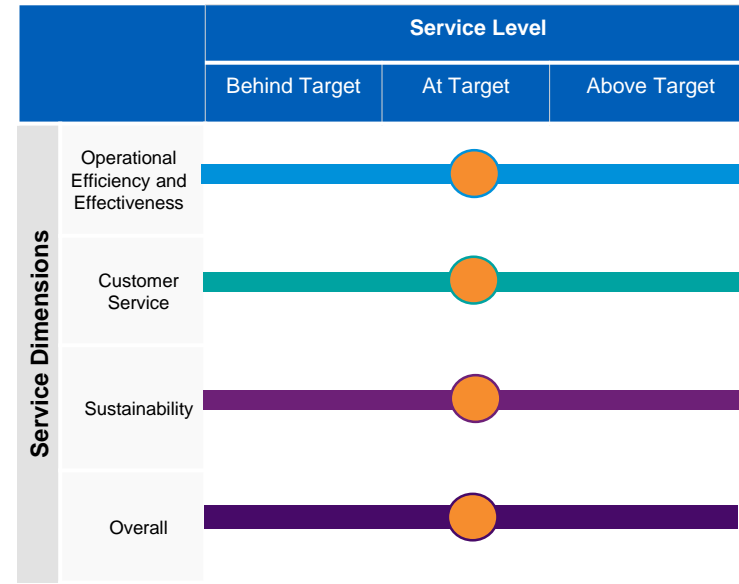 Service Level
Behind Target
At Target
Above Target
Service Dimensions
Operational
Efficiency and
Effectiveness
Customer
Service
Sustainability
Overall